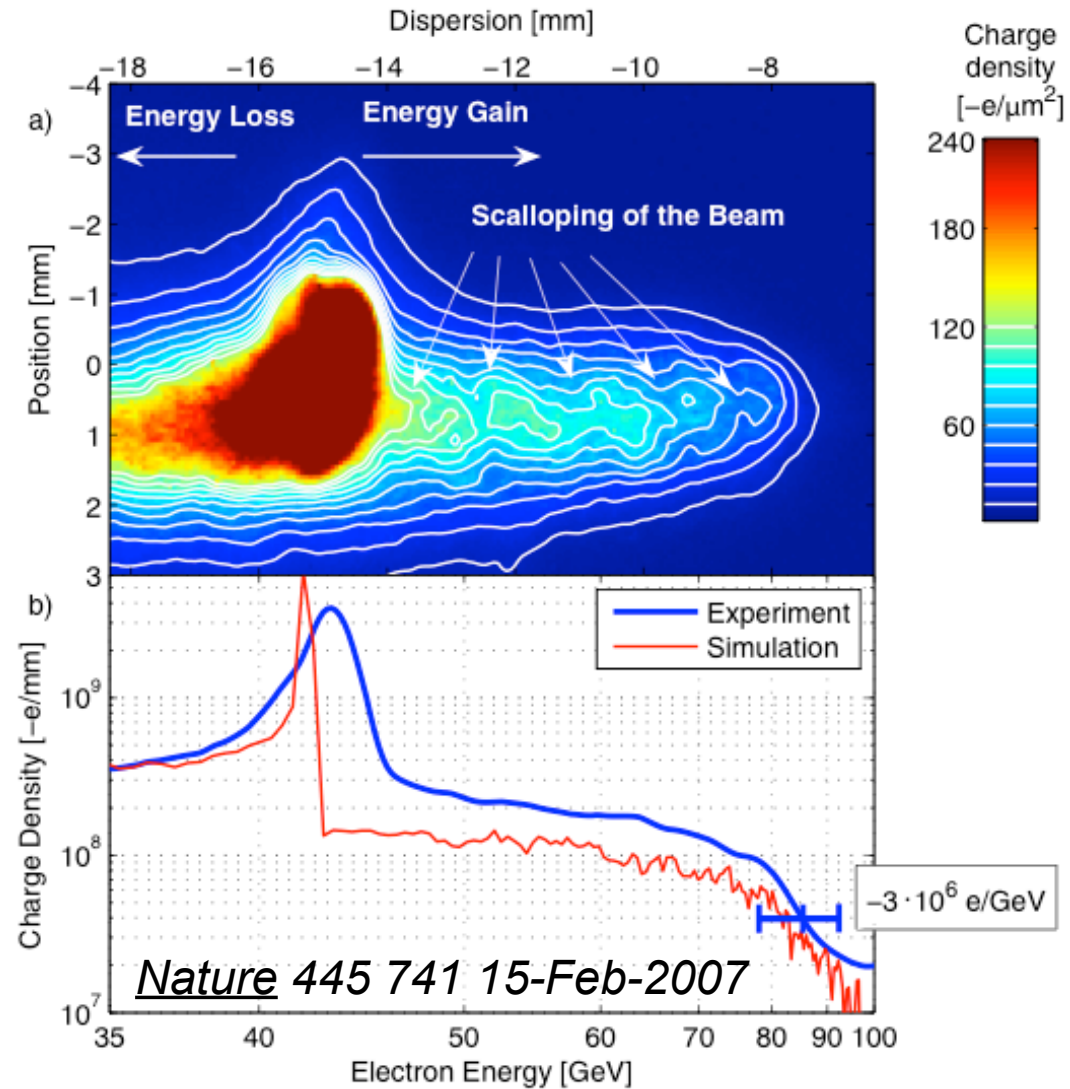 Dispersion [mm]
−18 −16 −14 −12 −10 −8
Charge
density
[−e/μm²]
a)
Energy Loss Energy Gain
Scalloping of the Beam
Position [mm]
−4
−3
−2
−1
0
1
2
3
240
180
120
60
b)
Experiment
Simulation
Charge Density [−e/mm]
10⁹
10⁸
10⁷
−3·10⁶ e/GeV
Nature 445 741 15-Feb-2007
35 40 50 60 70 80 90 100
Electron Energy [GeV]